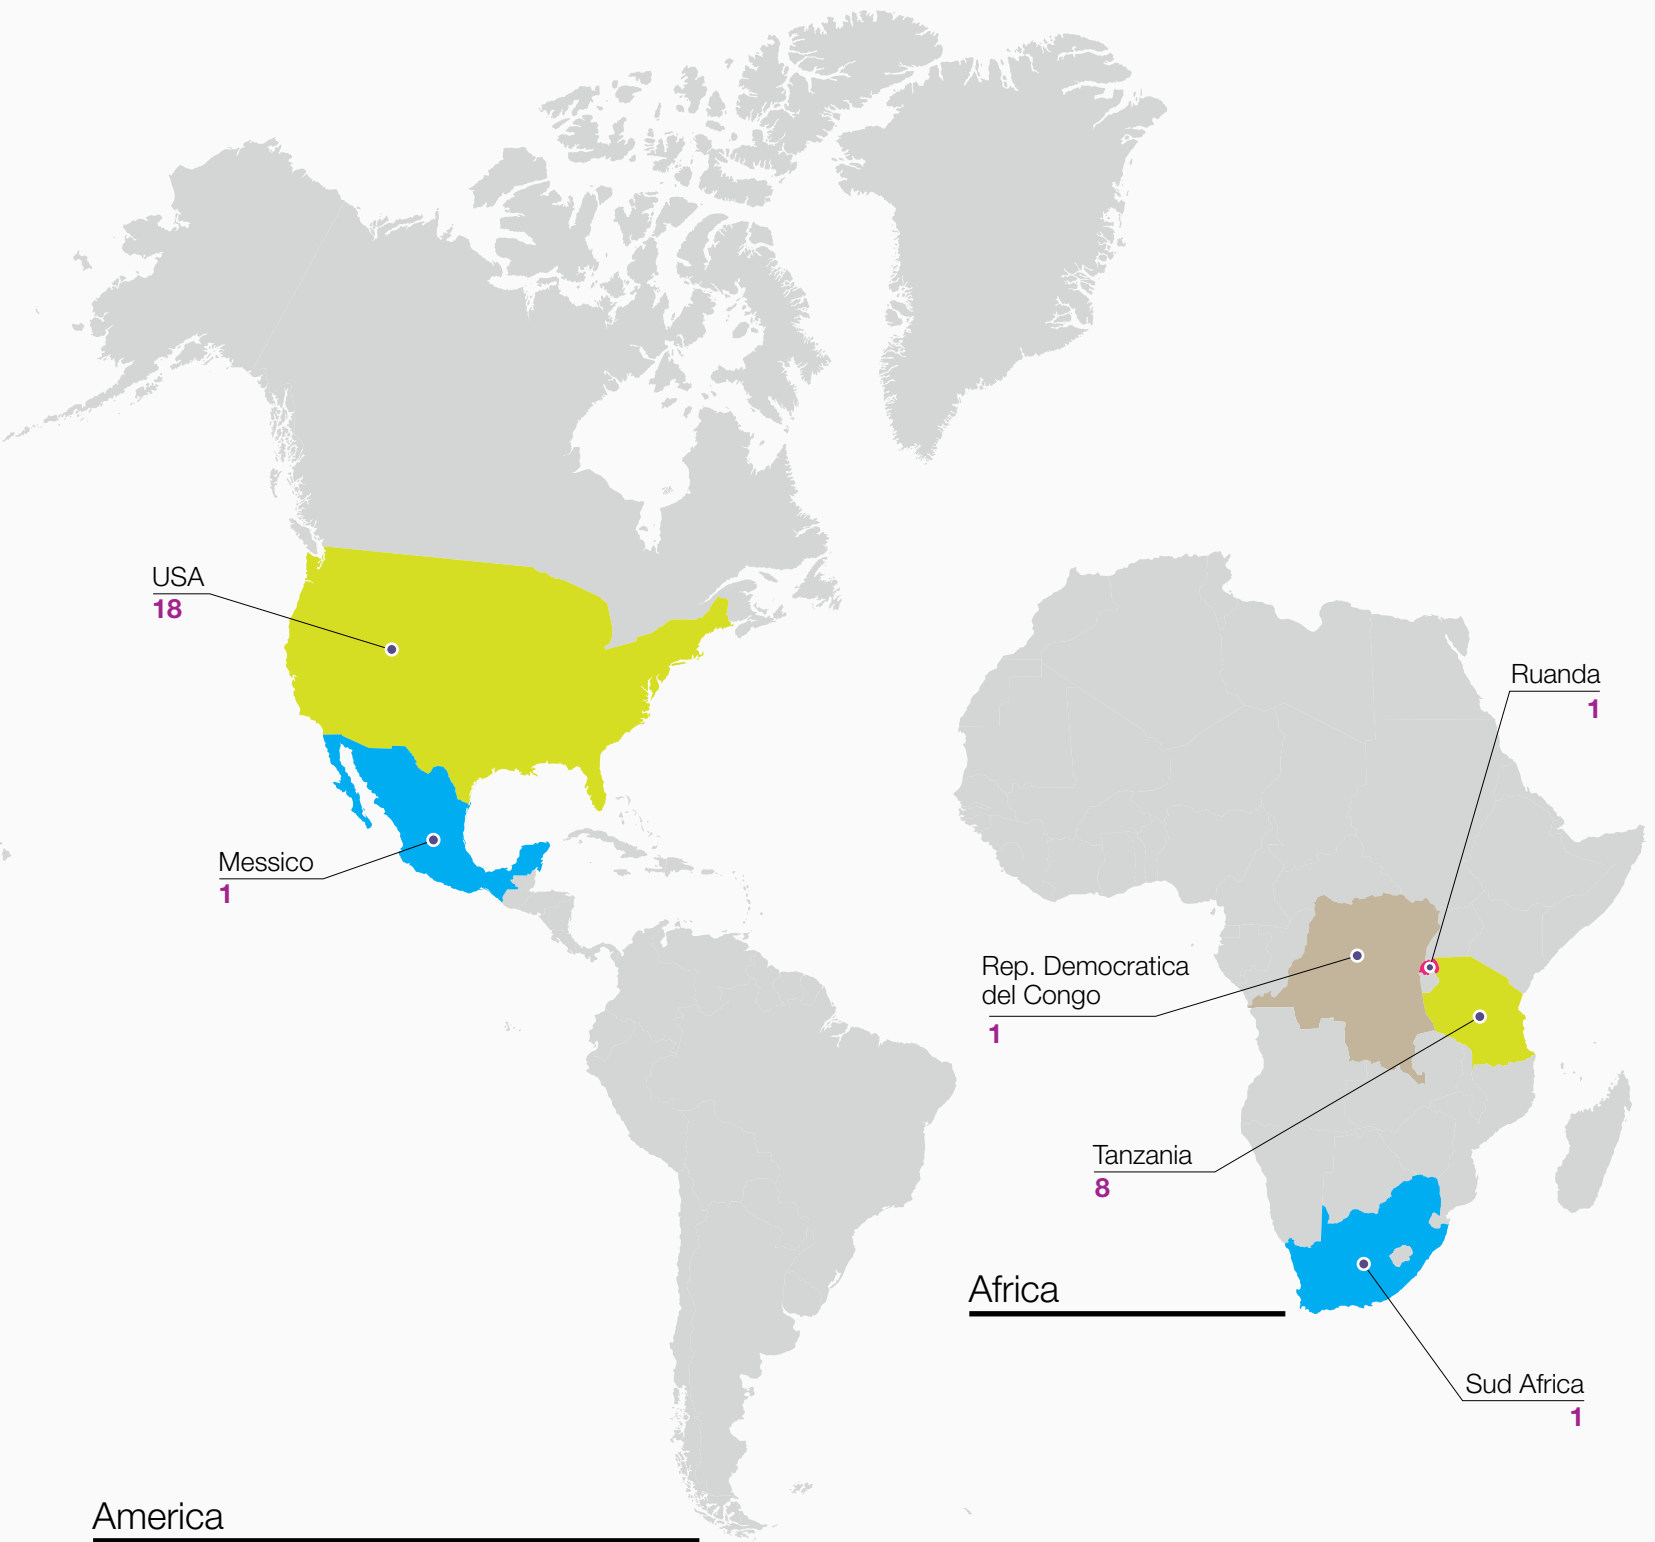 USA
18
Messico
1
America
Ruanda
1
Rep. Democratica
del Congo
1
Tanzania
8
Africa
Sud Africa
1